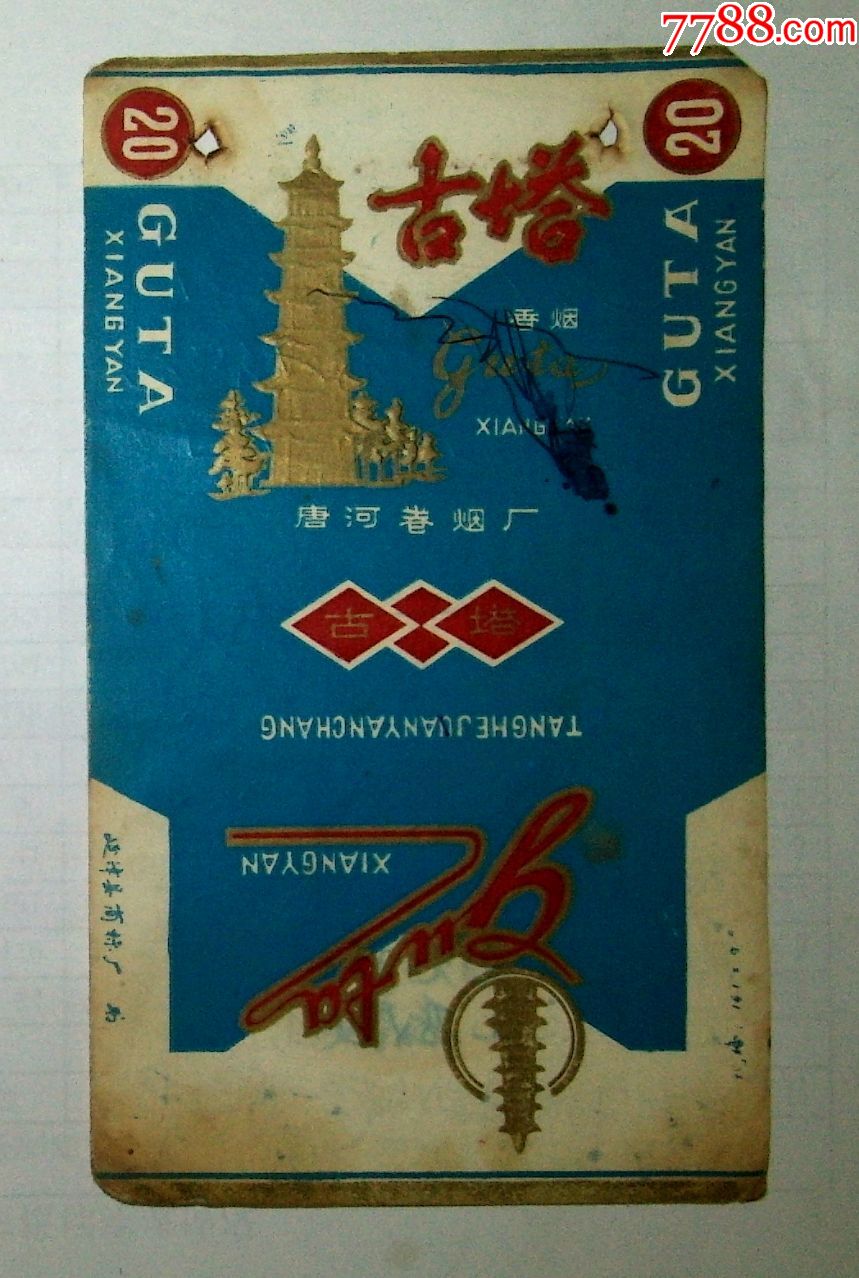 7788.com
20
20
古塔
GUTA
XIANGYAN
GUTA
XIANGYAN
香烟
guta
XIANGYAN
唐河卷烟厂
古塔
TANGHEJUANYANCHANG
XIANGYAN
guta